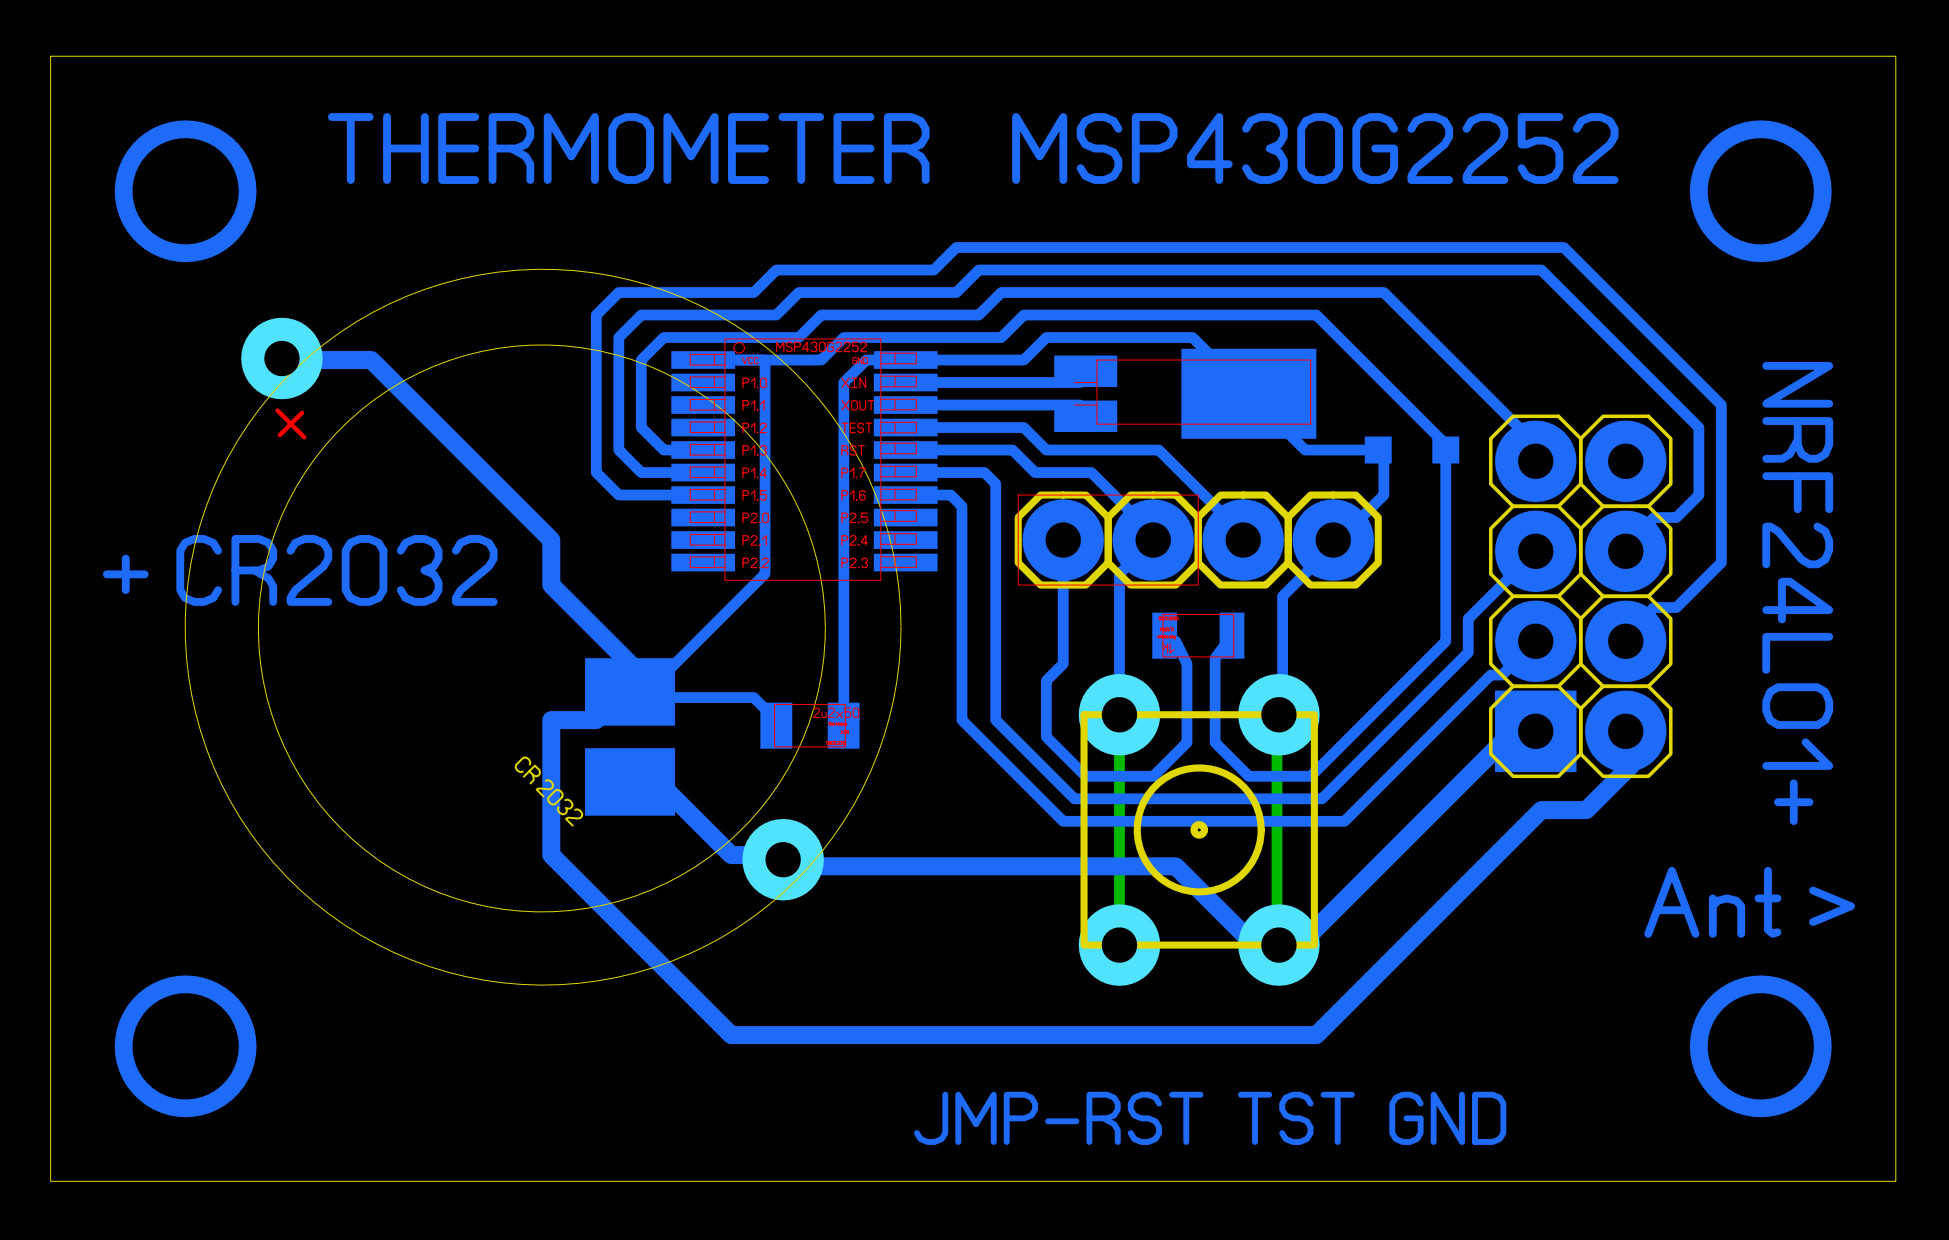 THERMOMETER MSP430G2252
MSP430G2252
VCC
P1.0
P1.1
P1.2
P1.3
P1.4
P1.5
P2.0
P2.1
P2.2
XIN
XOUT
TEST
RST
P1.7
P1.6
P2.5
P2.4
P2.3
+CR2032
NRF24L01+
2u2x50
CR2032
Ant >
JMP-RST TST GND